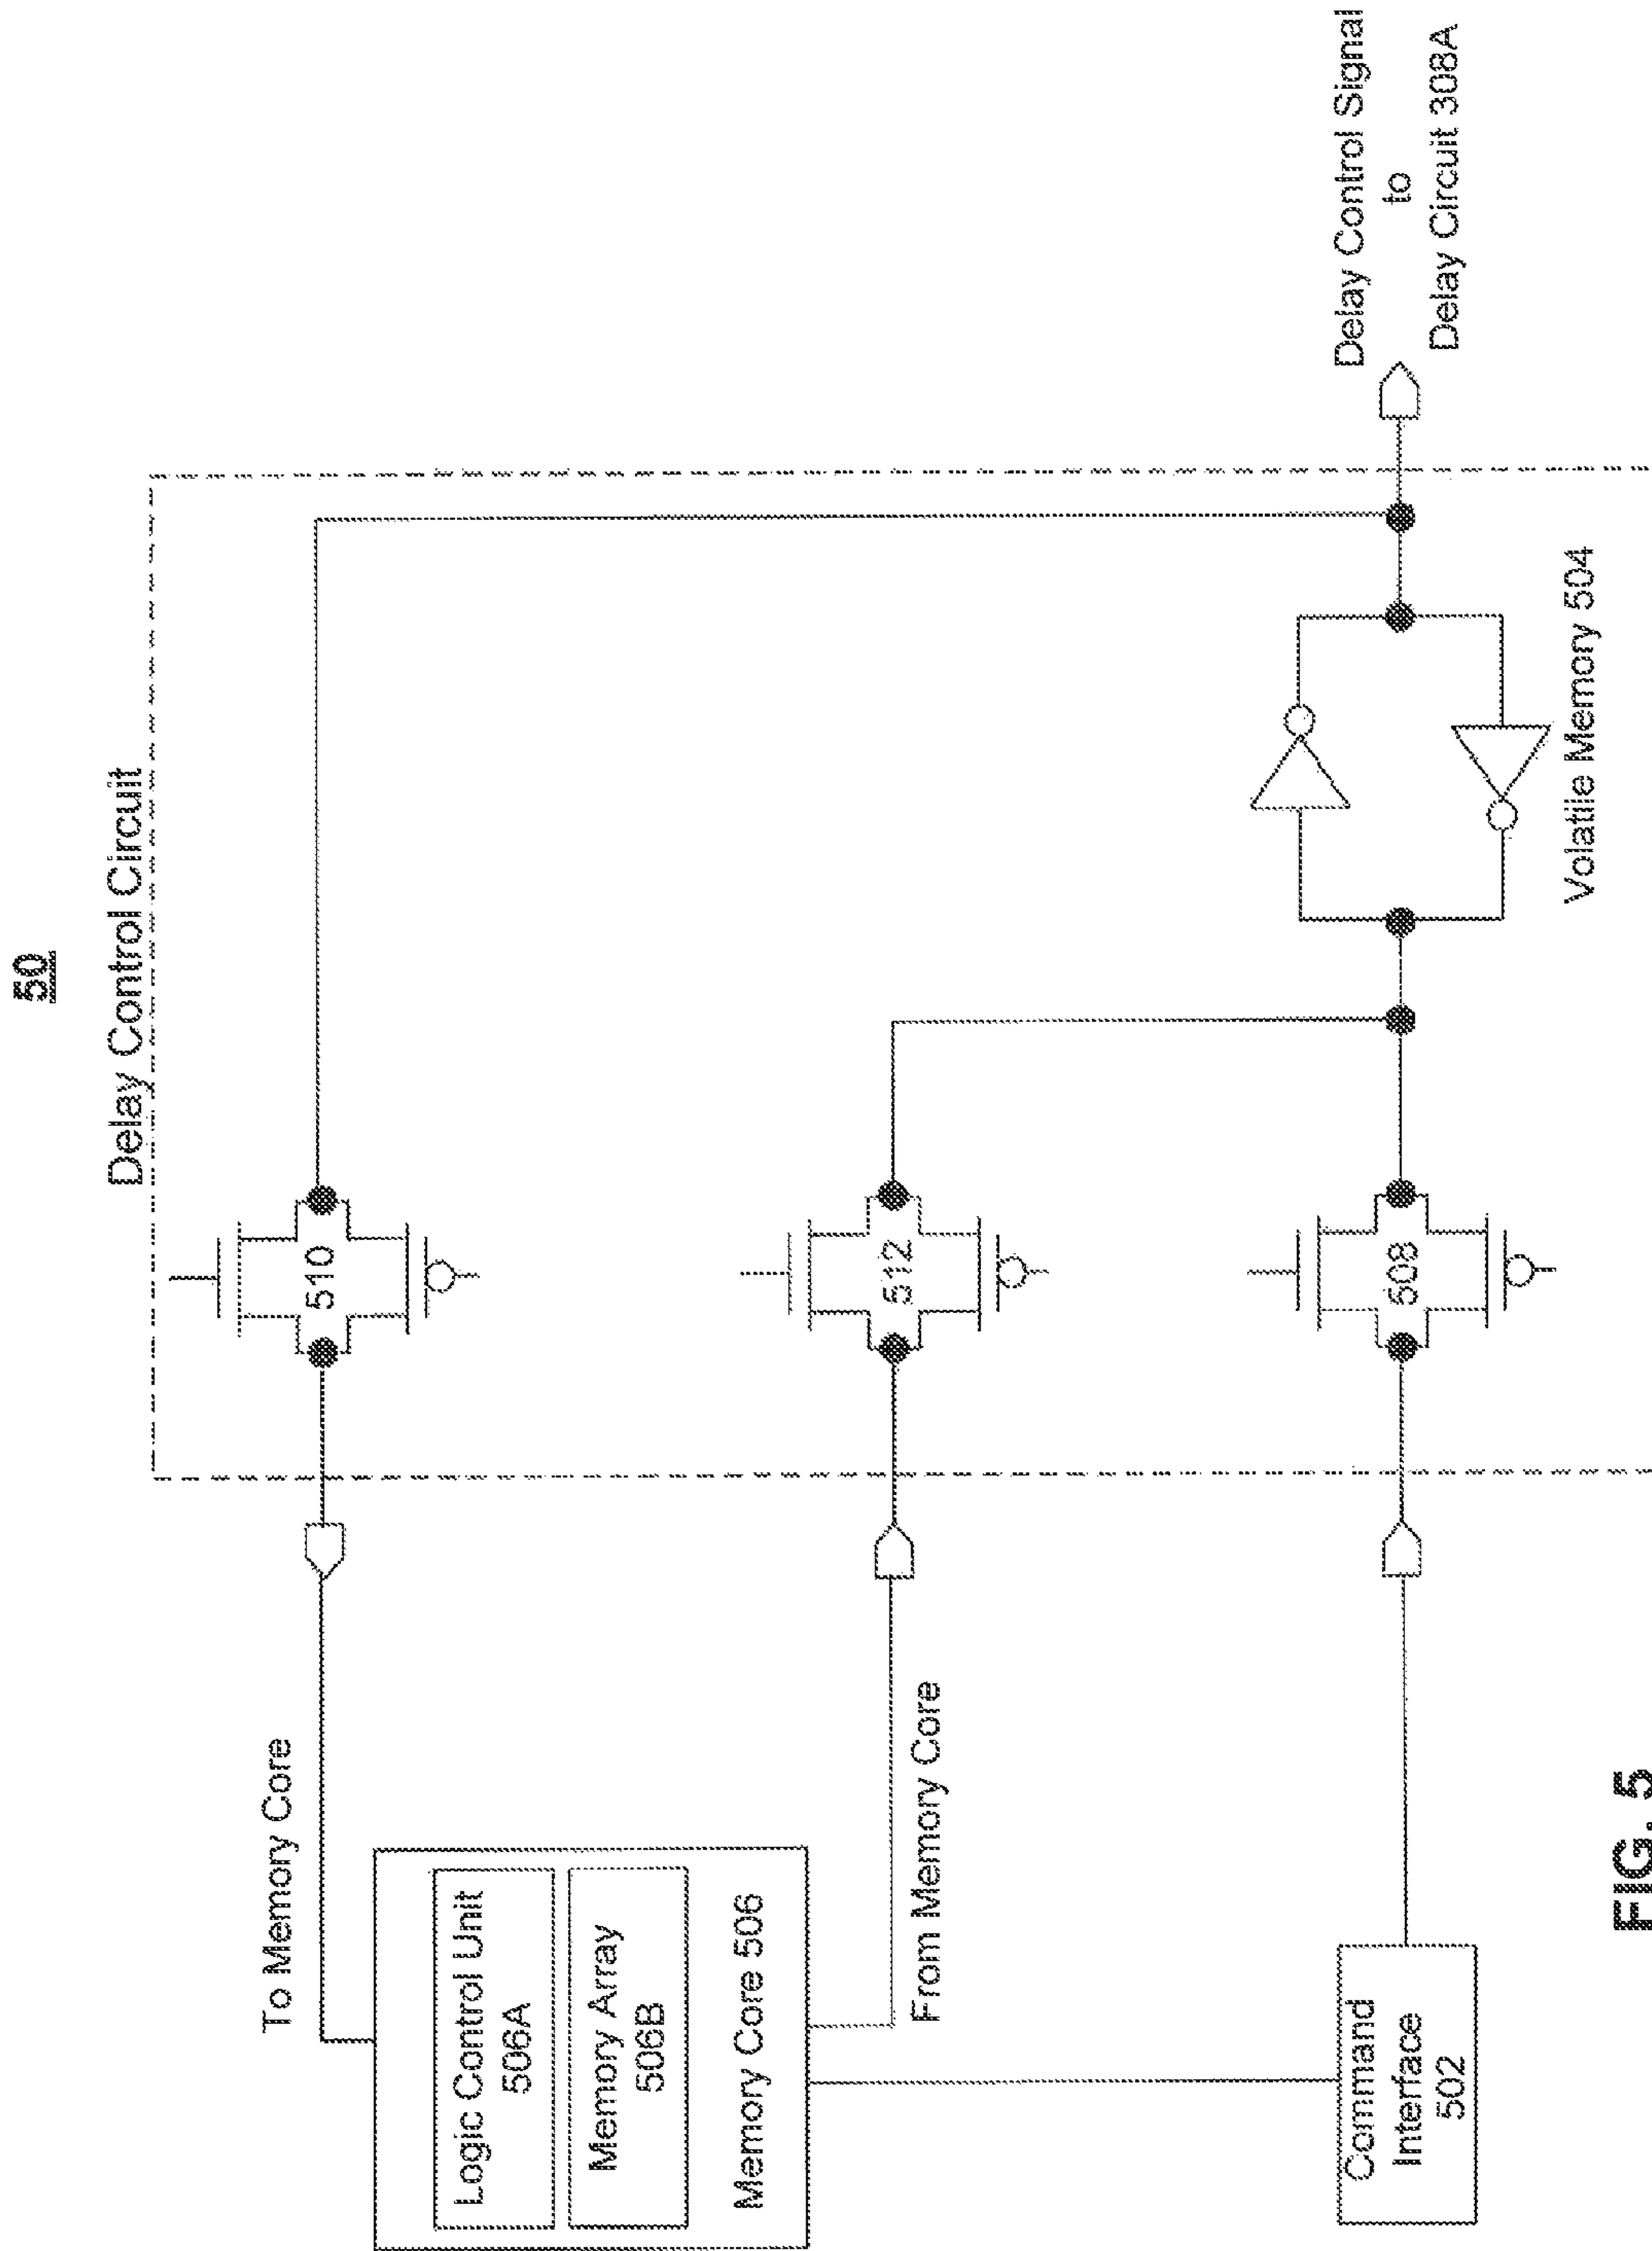 50
Delay Control Circuit
To Memory Core
510
Logic Control Unit
506A
Memory Array
506B
Memory Core 506
From Memory Core
512
Command
Interface
502
508
Volatile Memory 504
Delay Control Signal
to
Delay Circuit 308A
FIG. 5